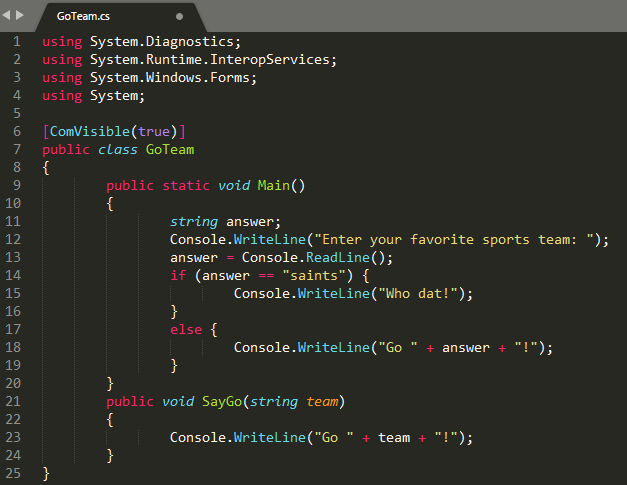 GoTeam.cs
1 using System.Diagnostics;
2 using System.Runtime.InteropServices;
3 using System.Windows.Forms;
4 using System;
5
6 [ComVisible(true)]
7 public class GoTeam
8 {
9 public static void Main()
10 {
11 string answer;
12 Console.WriteLine("Enter your favorite sports team: ");
13 answer = Console.ReadLine();
14 if (answer == "saints") {
15 Console.WriteLine("Who dat!");
16 }
17 else {
18 Console.WriteLine("Go " + answer + "!");
19 }
20 }
21 public void SayGo(string team)
22 {
23 Console.WriteLine("Go " + team + "!");
24 }
25 }